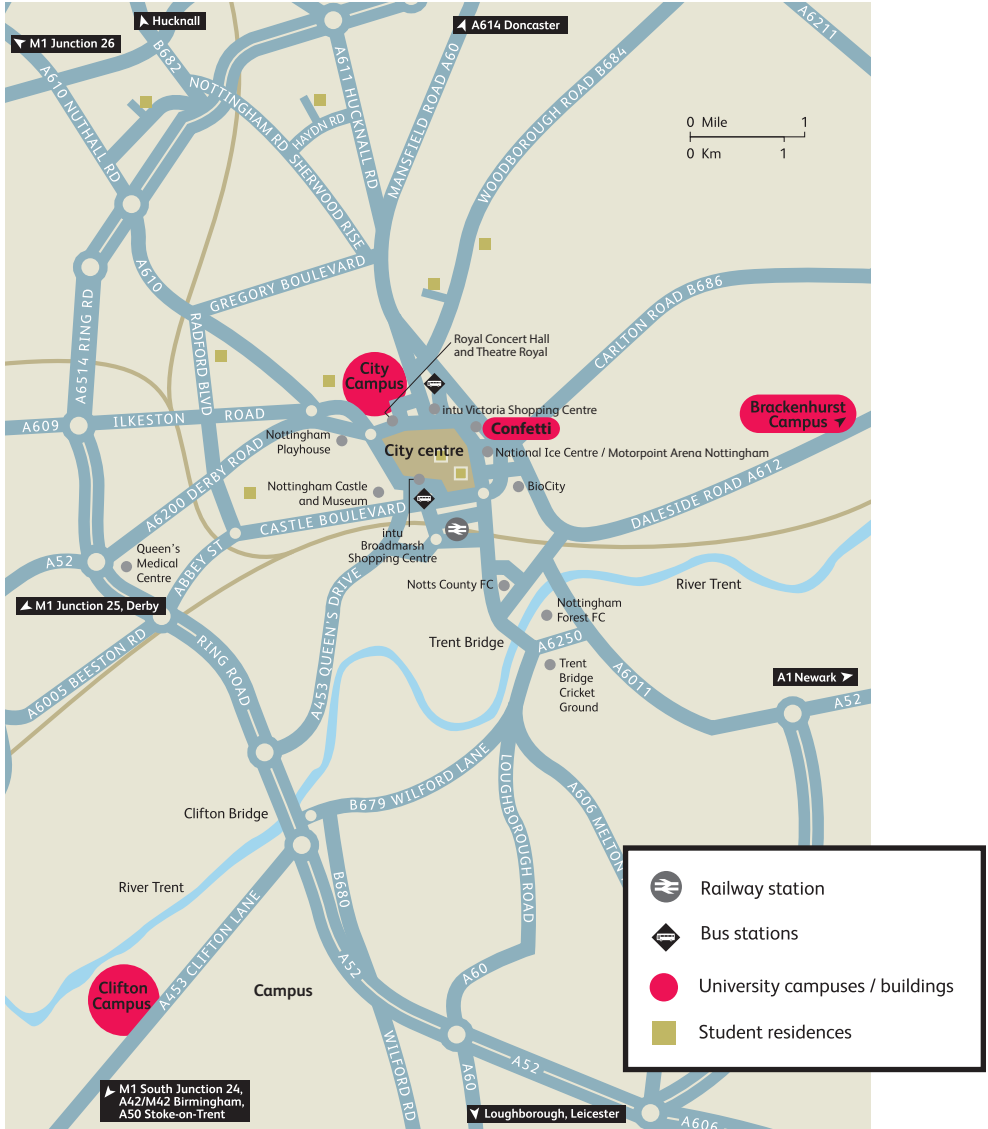 Hucknall
A614 Doncaster
M1 Junction 26
A6211
B682
A611 HUCKNALL RD
MANSFIELD ROAD A60
WOODBOROUGH ROAD B684
A610 NUTHALL RD
NOTTINGHAM RD
HAYDN RD
SHERWOOD RISE
0 Mile 1
0 Km 1
A610
GREGORY BOULEVARD
A6514 RING RD
RADFORD BLVD
CARLTON ROAD B686
Royal Concert Hall
and Theatre Royal
City
Campus
intu Victoria Shopping Centre
Confetti
Brackenhurst
Campus
A609
ILKESTON ROAD
Nottingham
Playhouse
City centre
National Ice Centre / Motorpoint Arena Nottingham
A6200 DERBY ROAD
Nottingham Castle
and Museum
BioCity
DALESIDE ROAD A612
CASTLE BOULEVARD
intu
Broadmarsh
Shopping Centre
A52
Queen's
Medical
Centre
ABBEY ST
Notts County FC
River Trent
M1 Junction 25, Derby
Nottingham
Forest FC
Trent Bridge
A6250
A6005 BEESTON RD
RING ROAD
A453 QUEEN'S DRIVE
Trent
Bridge
Cricket
Ground
A6011
A1 Newark
A52
B679 WILFORD LANE
LOUGHBOROUGH ROAD
A606 MELTON
Clifton Bridge
River Trent
B680
A453 CLIFTON LANE
A52
A60
Clifton
Campus
Campus
WILFORD RD
A60
A52
A606
M1 South Junction 24,
A42/M42 Birmingham,
A50 Stoke-on-Trent
Loughborough, Leicester
Railway station
Bus stations
University campuses / buildings
Student residences